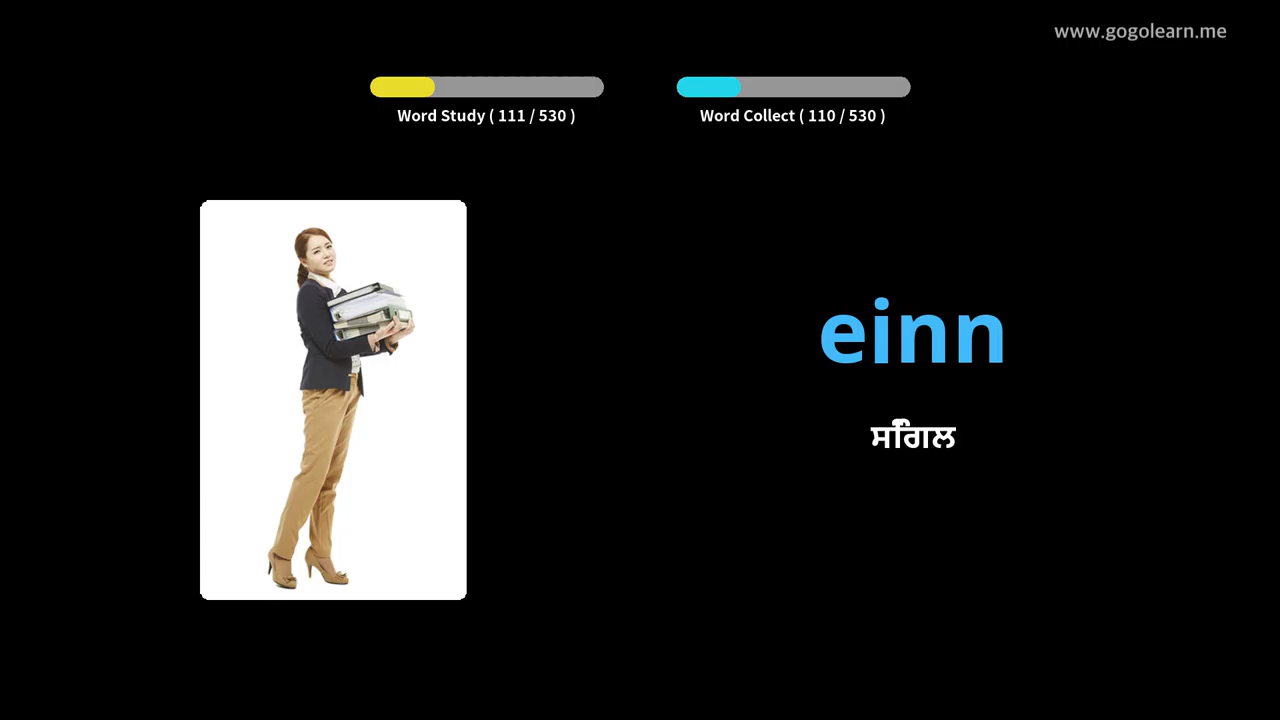 www.gogolearn.me
Word Study ( 111 / 530 )
Word Collect ( 110 / 530 )
einn
ਸਿੰਗਲ